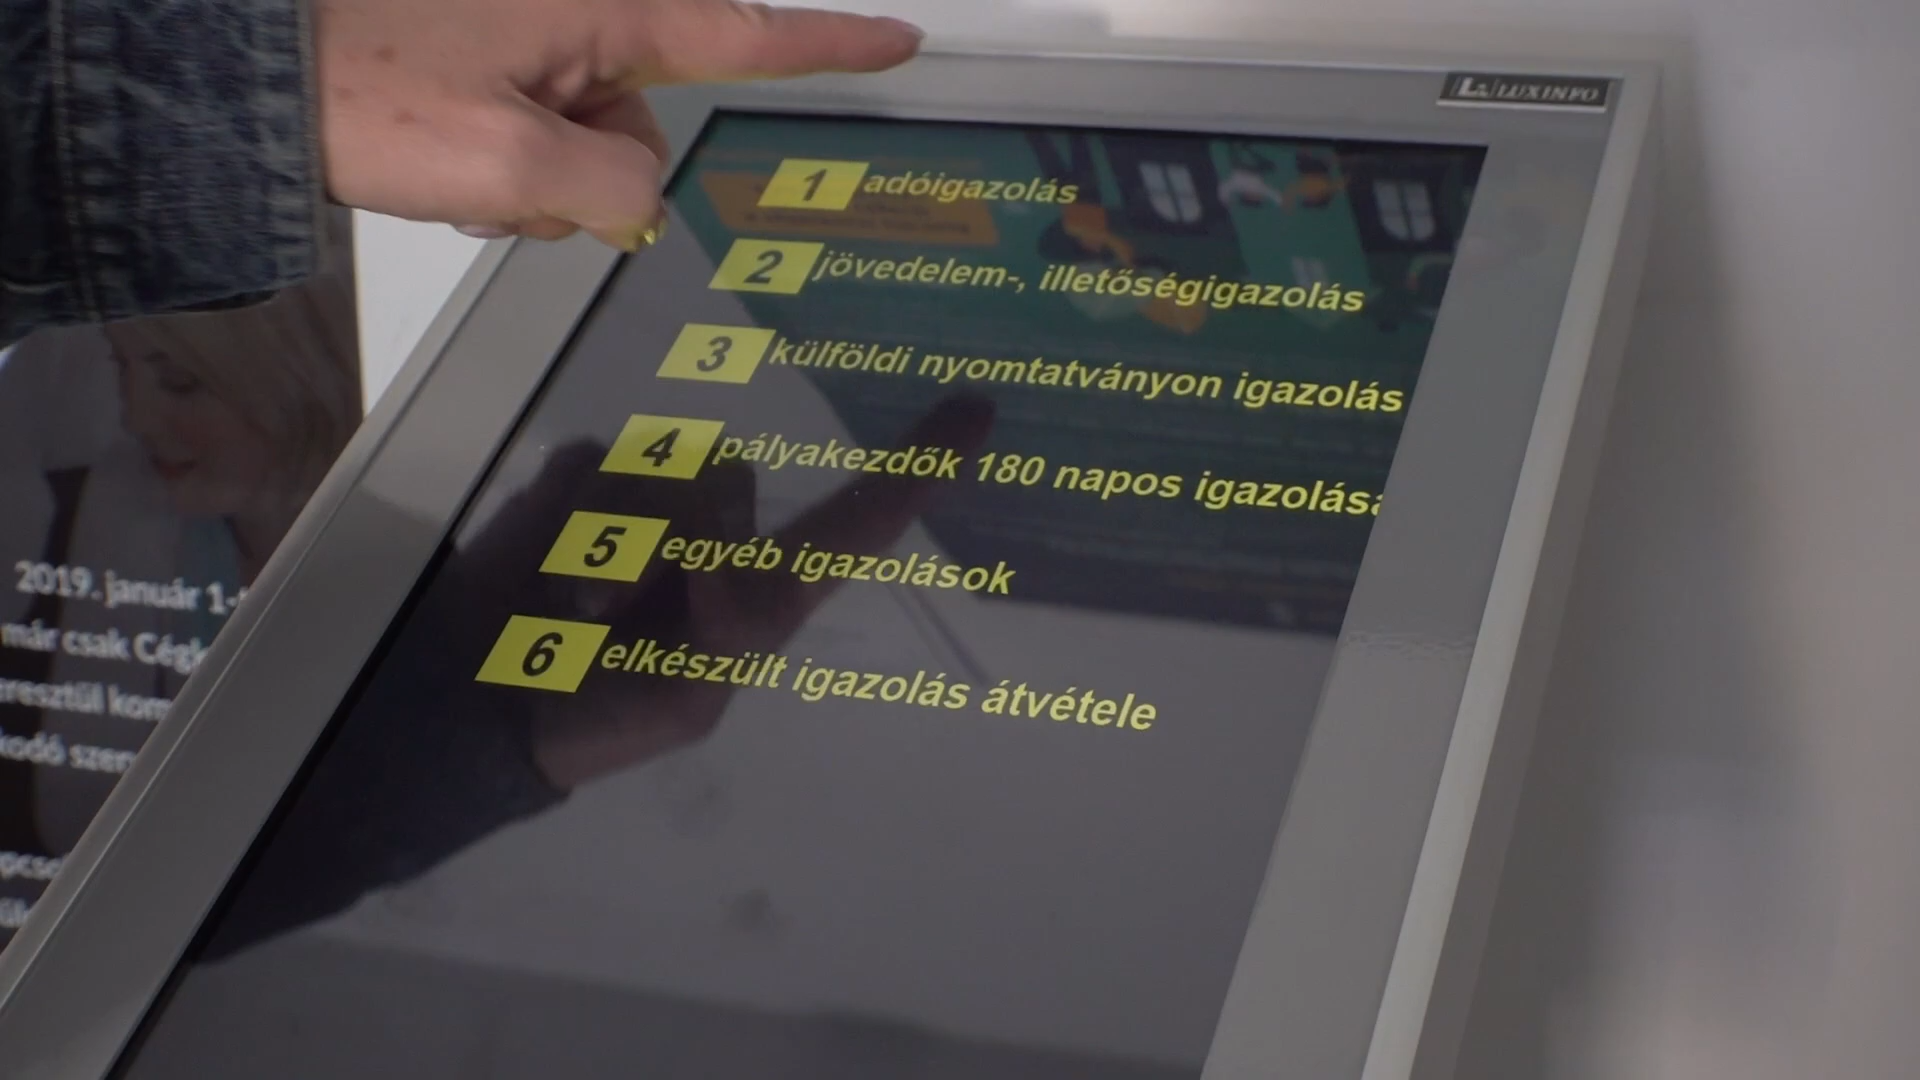 LUXINFO
1 adóigazolás
2 jövedelem-, illetőségigazolás
3 külföldi nyomtatványon igazolás
4 pályakezdők 180 napos igazolása
5 egyéb igazolások
6 elkészült igazolás átvétele
2019. január 1-
már csak